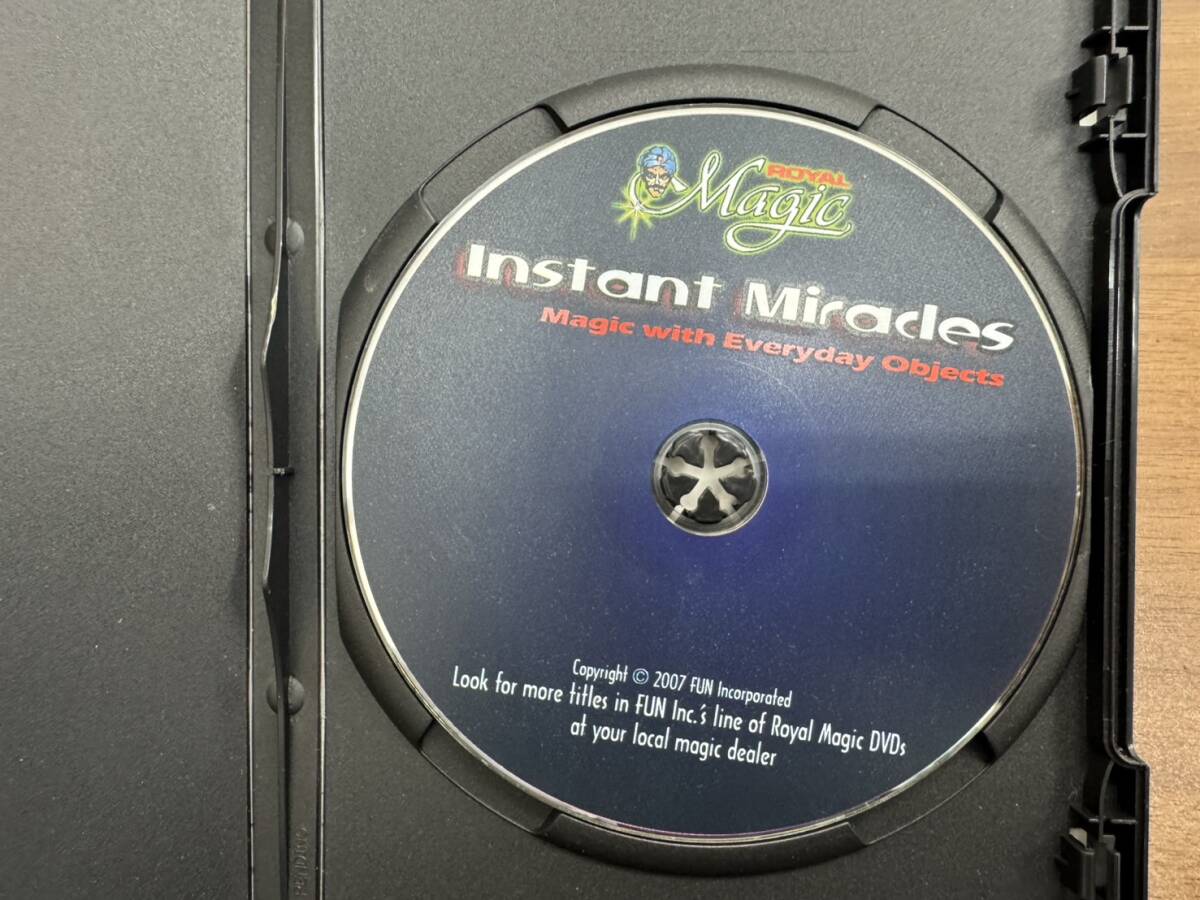 ROYAL
Magic
Instant Miracles
Magic with Everyday Objects
Copyright © 2007 FUN Incorporated
Look for more titles in FUN Inc.'s line of Royal Magic DVDs
at your local magic dealer